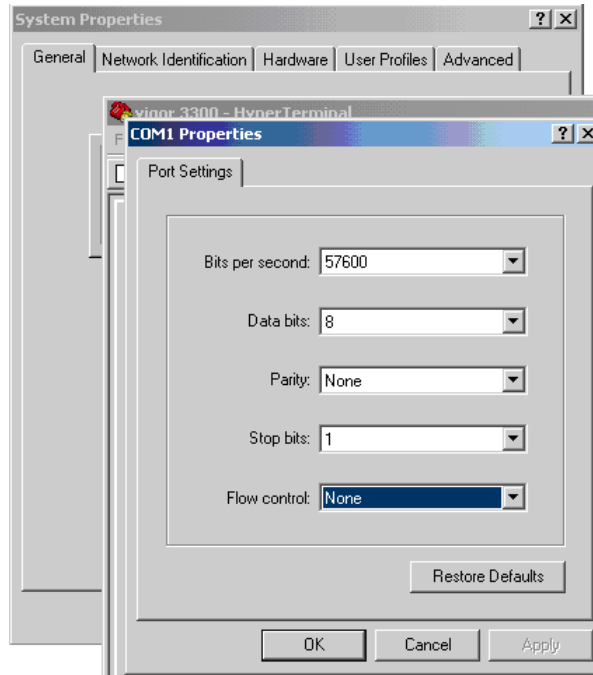 System Properties
General Network Identification Hardware User Profiles Advanced
vigor 3300 - HyperTerminal
F
COM1 Properties
Port Settings
Bits per second: 57600
Data bits: 8
Parity: None
Stop bits: 1
Flow control: None
Restore Defaults
OK Cancel Apply